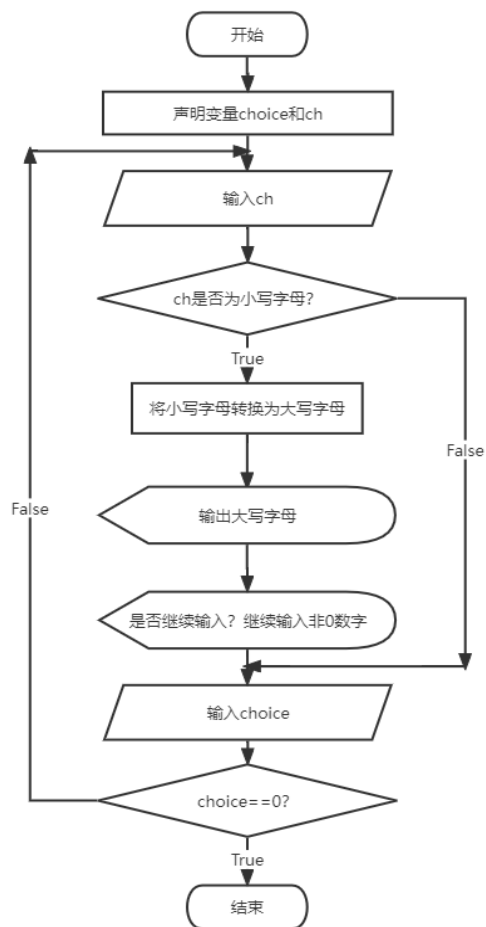 开始
声明变量choice和ch
输入ch
ch是否为小写字母?
True
将小写字母转换为大写字母
False
False
输出大写字母
是否继续输入？继续输入非0数字
输入choice
choice==0?
True
结束